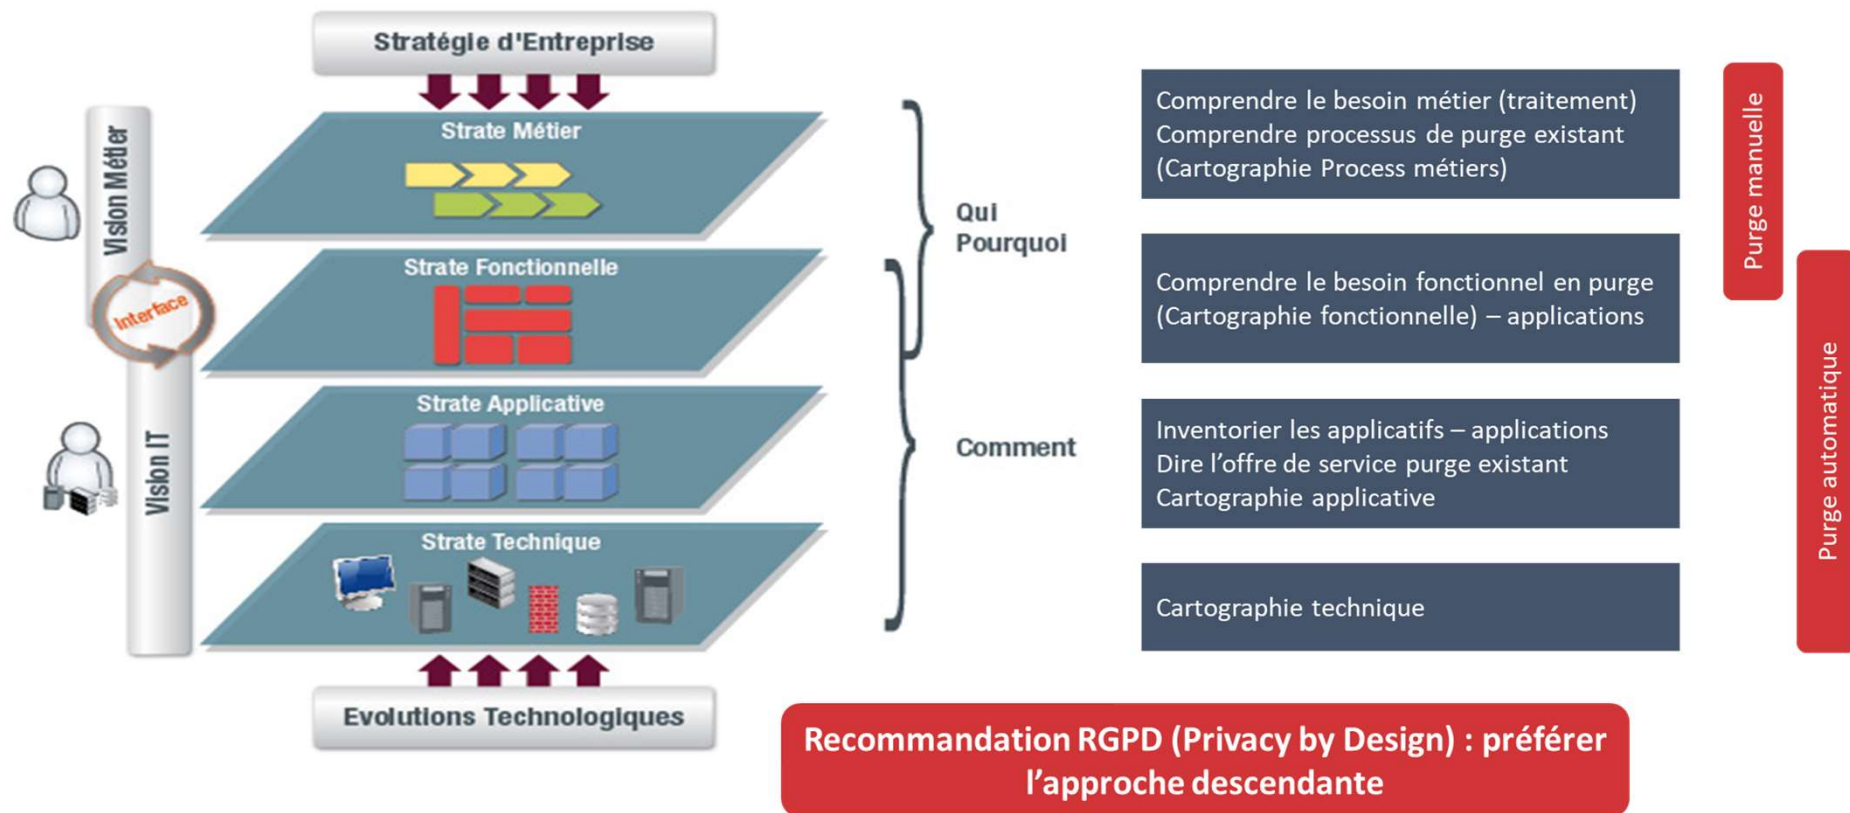 Stratégie d'Entreprise
Vision Métier
Interface
Vision IT
Strate Métier
Strate Fonctionnelle
Strate Applicative
Strate Technique
Evolutions Technologiques
Qui
Pourquoi
Comment
Comprendre le besoin métier (traitement)
Comprendre processus de purge existant
(Cartographie Process métiers)
Comprendre le besoin fonctionnel en purge
(Cartographie fonctionnelle) – applications
Inventorier les applicatifs – applications
Dire l’offre de service purge existant
Cartographie applicative
Cartographie technique
Purge manuelle
Purge automatique
Recommandation RGPD (Privacy by Design) : préférer
l’approche descendante